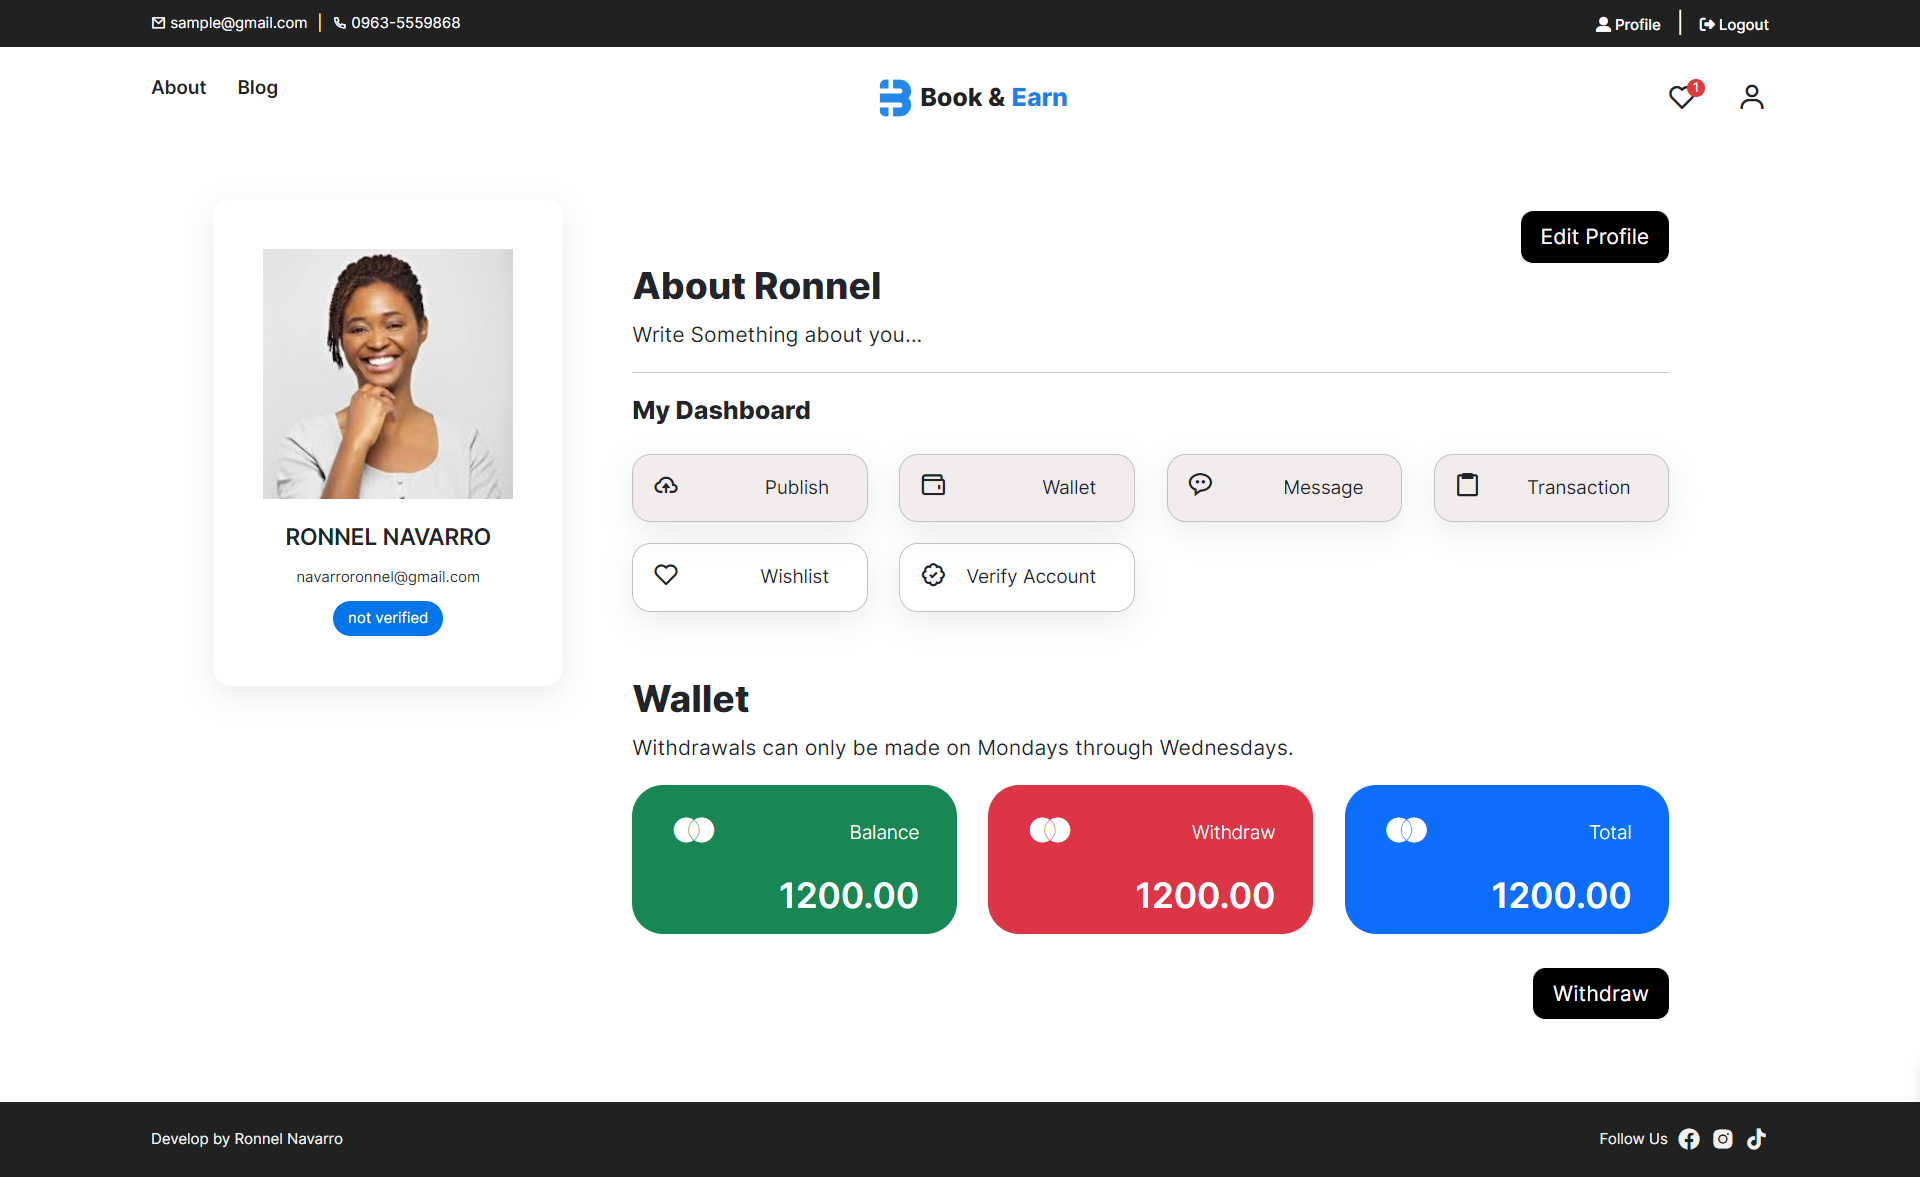 sample@gmail.com | 0963-5559868
Profile | Logout
About Blog
Book & Earn
1
Edit Profile
RONNEL NAVARRO
navarroronnel@gmail.com
not verified
About Ronnel
Write Something about you...
My Dashboard
Publish
Wallet
Message
Transaction
Wishlist
Verify Account
Wallet
Withdrawals can only be made on Mondays through Wednesdays.
Balance
1200.00
Withdraw
1200.00
Total
1200.00
Withdraw
Develop by Ronnel Navarro
Follow Us